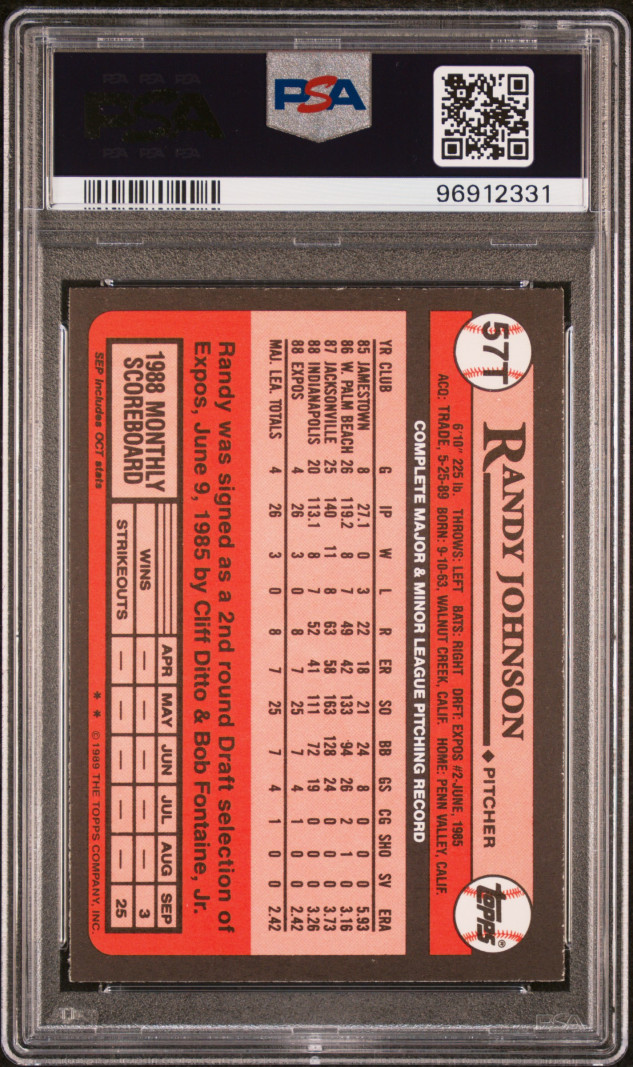 PSA PSA PSA
PSA
PSA PSA PSA
PSA
96912331
57T
RANDY JOHNSON ♦ PITCHER
topps®
6'10" 225 lb. THROWS: LEFT BATS: RIGHT DRFT: EXPOS #2-JUNE, 1985
ACQ: TRADE, 5-25-89 BORN: 9-10-63, WALNUT CREEK, CALIF. HOME: PENN VALLEY, CALIF.
COMPLETE MAJOR & MINOR LEAGUE PITCHING RECORD
YR CLUB G IP W L R ER SO BB GS CG SHO SV ERA
85 JAMESTOWN 8 27.1 0 3 22 18 21 24 8 0 0 0 5.93
86 W. PALM BEACH 26 119.2 8 7 49 42 133 94 26 2 1 0 3.16
87 JACKSONVILLE 25 140 11 8 63 58 163 128 24 0 0 0 3.73
88 INDIANAPOLIS 20 113.1 8 7 52 41 111 72 19 0 0 0 3.26
88 EXPOS 4 26 3 0 8 7 25 7 4 1 0 0 2.42
MAJ. LEA. TOTALS 4 26 3 0 8 7 25 7 4 1 0 0 2.42
Randy was signed as a 2nd round Draft selection of
Expos, June 9, 1985 by Cliff Ditto & Bob Fontaine, Jr.
1988 MONTHLY
SCOREBOARD
APR MAY JUN JUL AUG SEP
WINS — — — — — 3
STRIKEOUTS — — — — — 25
SEP includes OCT stats
* * © 1989 THE TOPPS COMPANY, INC.
PSA